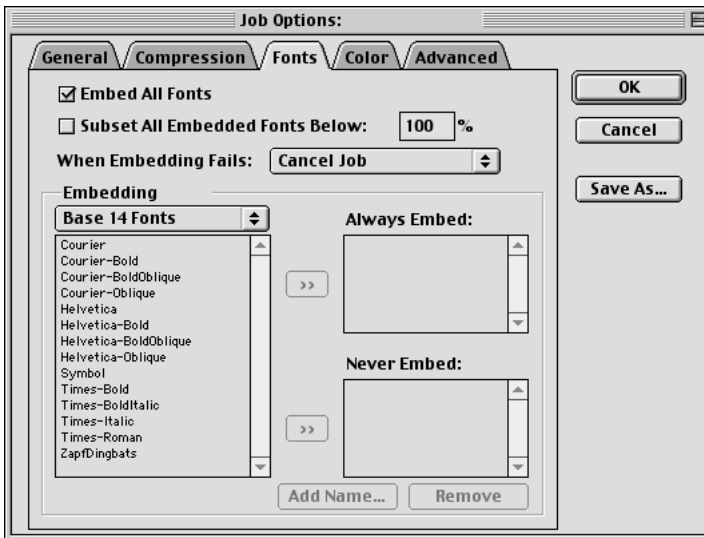 Job Options:
General Compression Fonts Color Advanced
Embed All Fonts
Subset All Embedded Fonts Below: 100 %
When Embedding Fails: Cancel Job
OK
Cancel
Save As...
Embedding
Base 14 Fonts
Courier
Courier-Bold
Courier-BoldOblique
Courier-Oblique
Helvetica
Helvetica-Bold
Helvetica-BoldOblique
Helvetica-Oblique
Symbol
Times-Bold
Times-BoldItalic
Times-Italic
Times-Roman
ZapfDingbats
>>
>>
Always Embed:
Never Embed:
Add Name... Remove